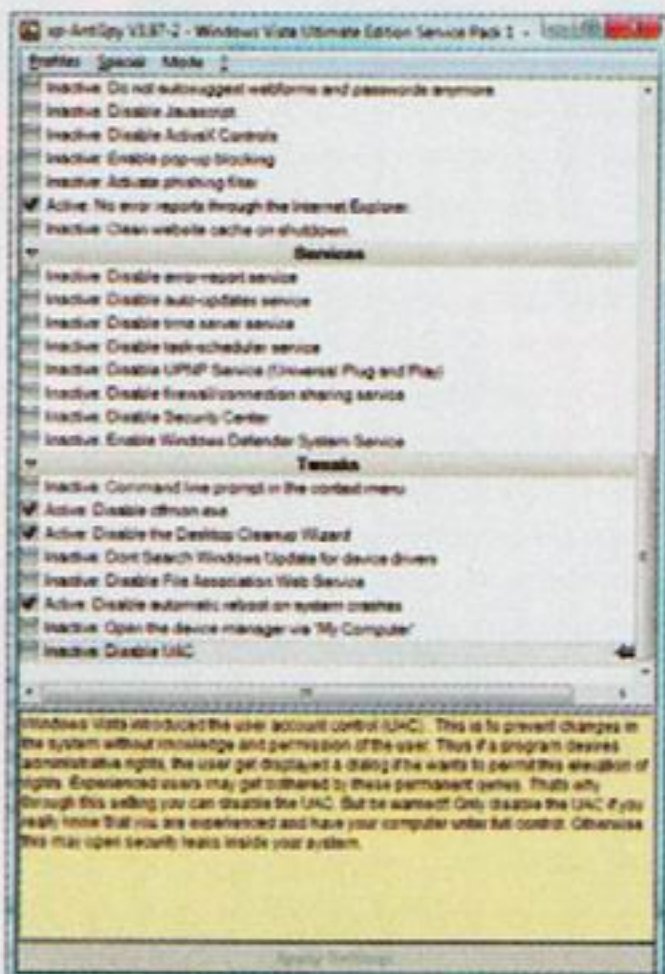 xp-AntiSpy V3.97-2 - Windows Vista Ultimate Edition Service Pack 1 -
Profiles Special Mode ?
Inactive: Do not autosuggest webforms and passwords anymore
Inactive: Disable Javascript
Inactive: Disable ActiveX Controls
Inactive: Enable pop-up blocking
Inactive: Activate phishing filter
Active: No error reports through the Internet Explorer.
Inactive: Clean website cache on shutdown.
Services
Inactive: Disable error-report service
Inactive: Disable auto-updates service
Inactive: Disable time server service
Inactive: Disable task-scheduler service
Inactive: Disable UPNP Service (Universal Plug and Play)
Inactive: Disable firewall/connection sharing service
Inactive: Disable Security Center
Inactive: Enable Windows Defender System Service
Tweaks
Inactive: Command line prompt in the context menu
Active: Disable ctfmon.exe
Active: Disable the Desktop Cleanup Wizard
Inactive: Dont Search Windows Update for device drivers
Inactive: Disable File Association Web Service
Active: Disable automatic reboot on system crashes
Inactive: Open the device manager via 'My Computer'
Inactive: Disable UAC
Windows Vista introduced the user account control (UAC). This is to prevent changes in
the system without knowledge and permission of the user. Thus if a program desires
administrative rights, the user get displayed a dialog if he wants to permit this elevation of
rights. Experienced users may get bothered by these permanent queries. Thats why
through this setting you can disable the UAC. But be warned! Only disable the UAC if you
really know that you are experienced and have your computer unter full control. Otherwise
this may open security leaks inside your system.
Apply Settings